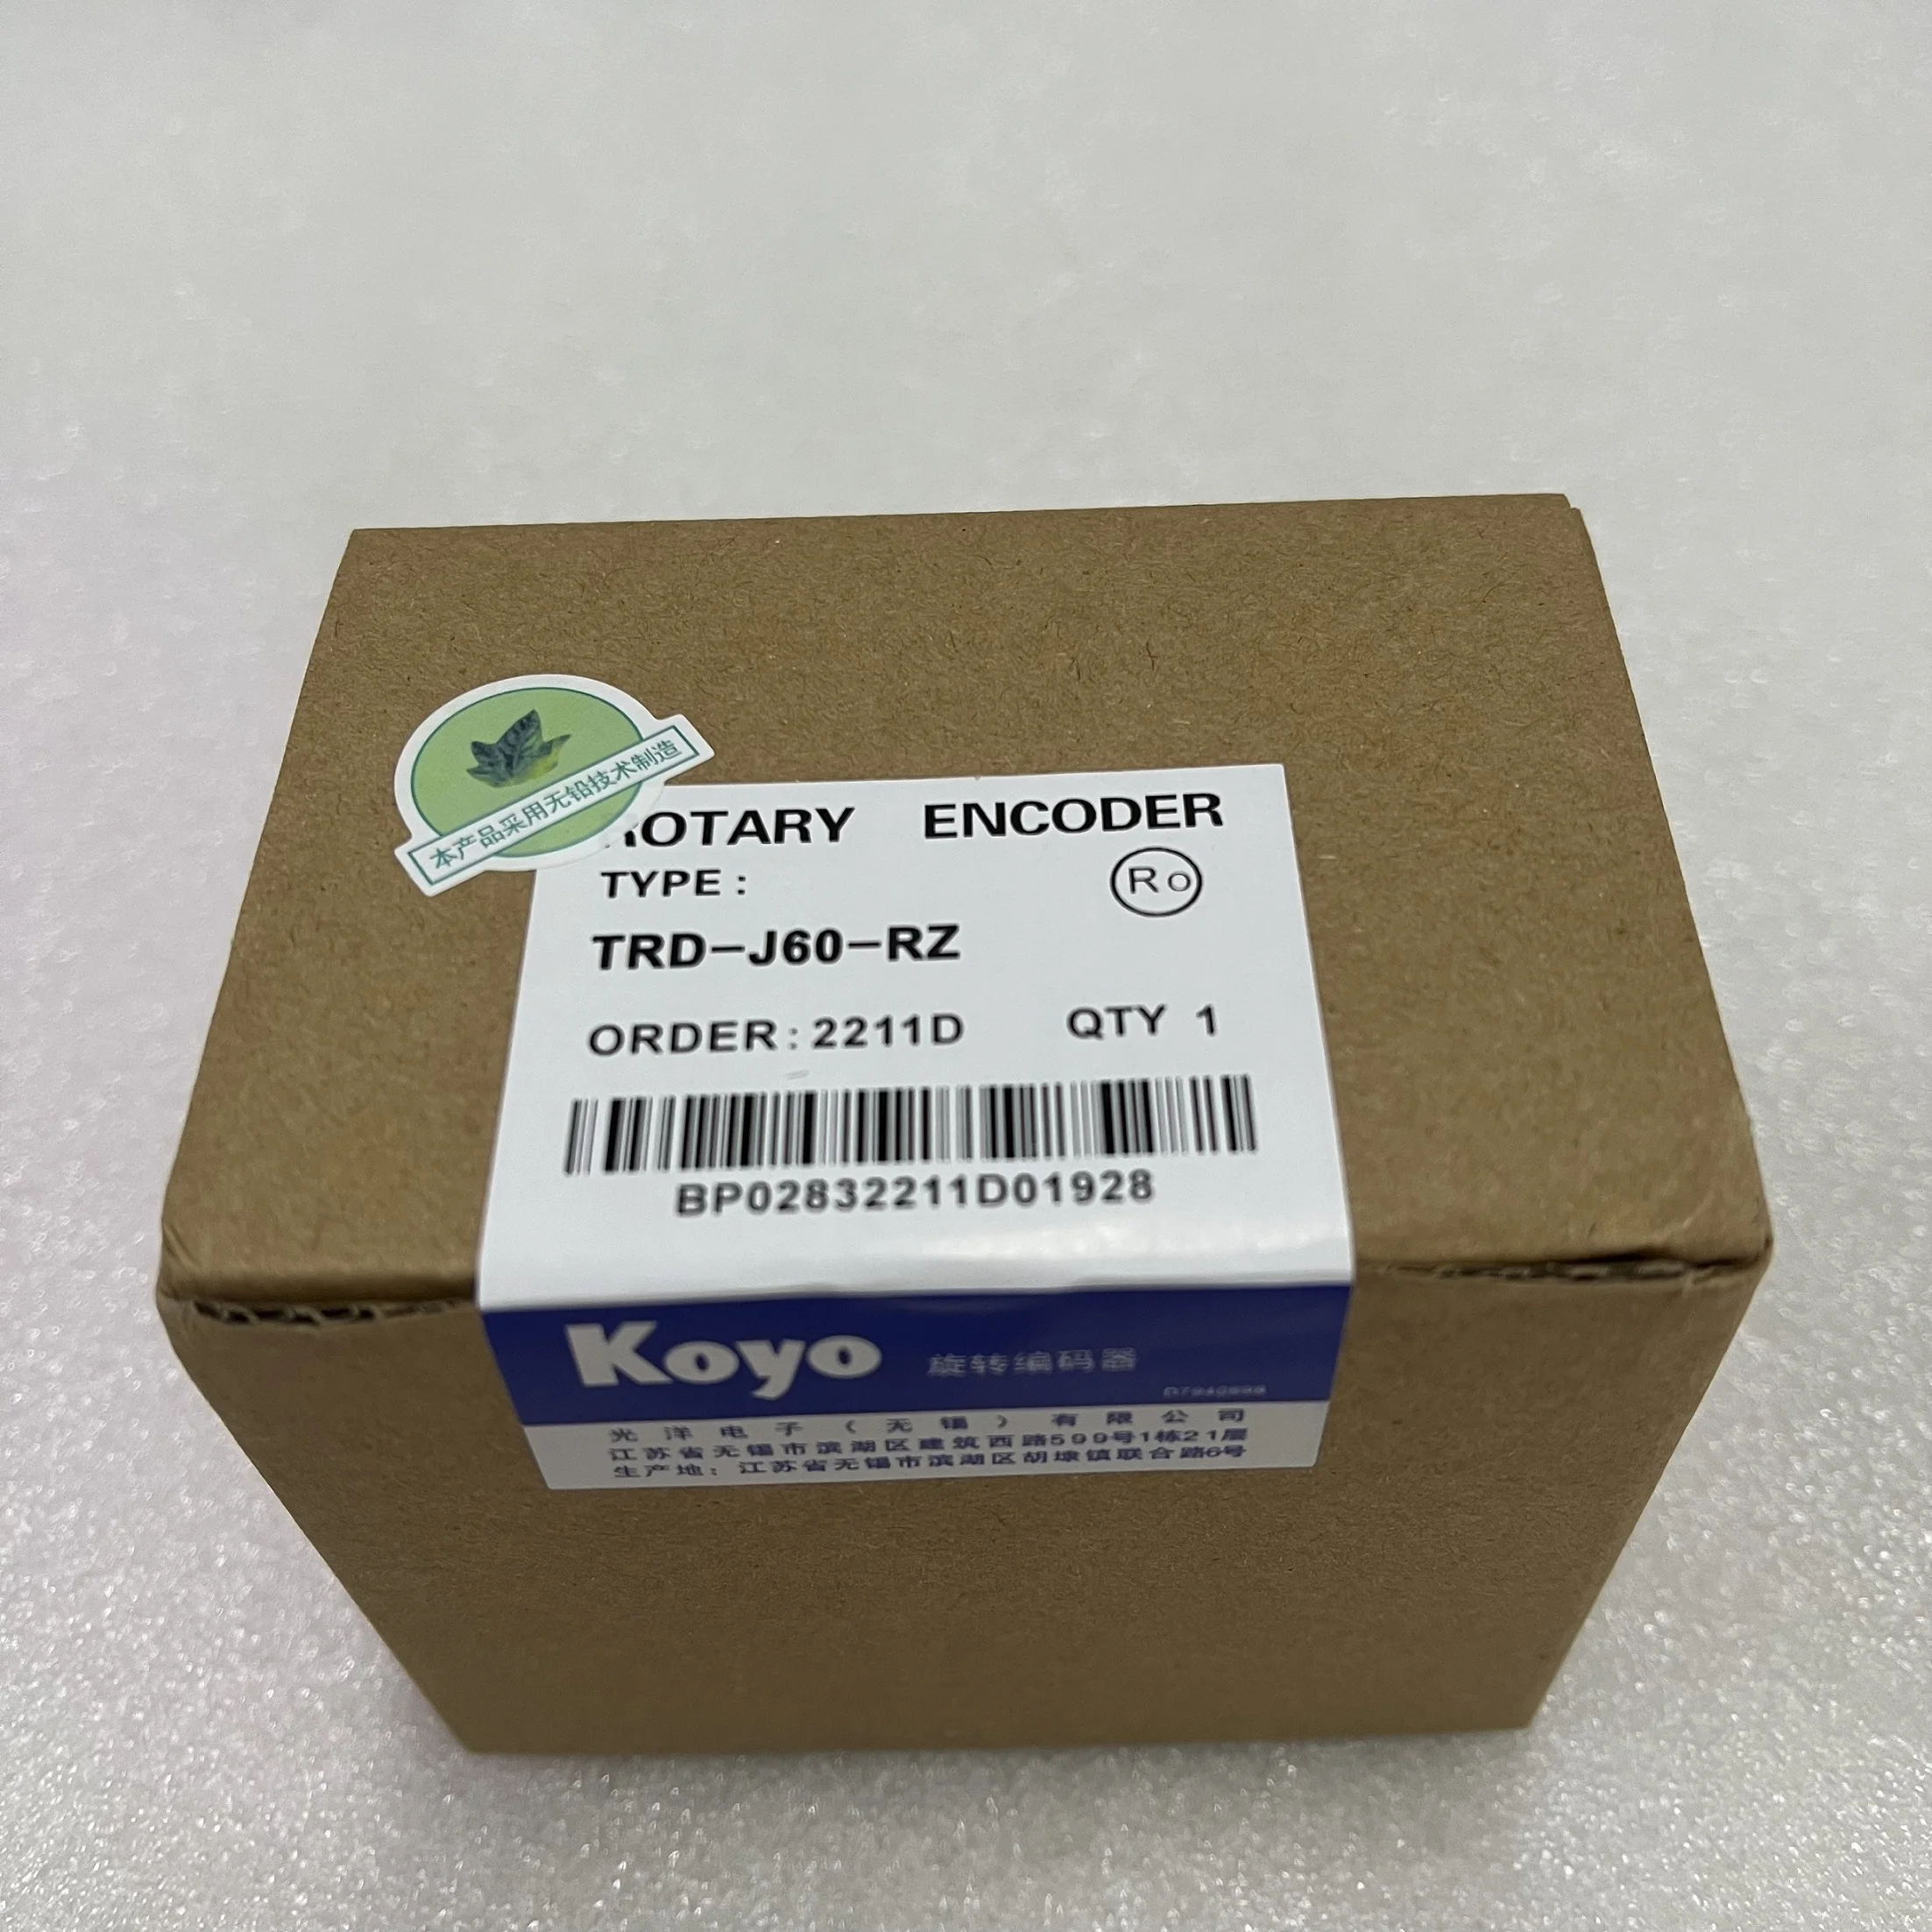 本产品采用无铅技术制造
ROTARY ENCODER
TYPE:
Ro
TRD-J60-RZ
ORDER:2211D QTY 1
BP02832211D01928
Koyo 旋转编码器
光洋电子(无锡)有限公司
江苏省无锡市滨湖区建筑西路599号1栋21层
生产地:江苏省无锡市滨湖区胡埭镇联合路6号